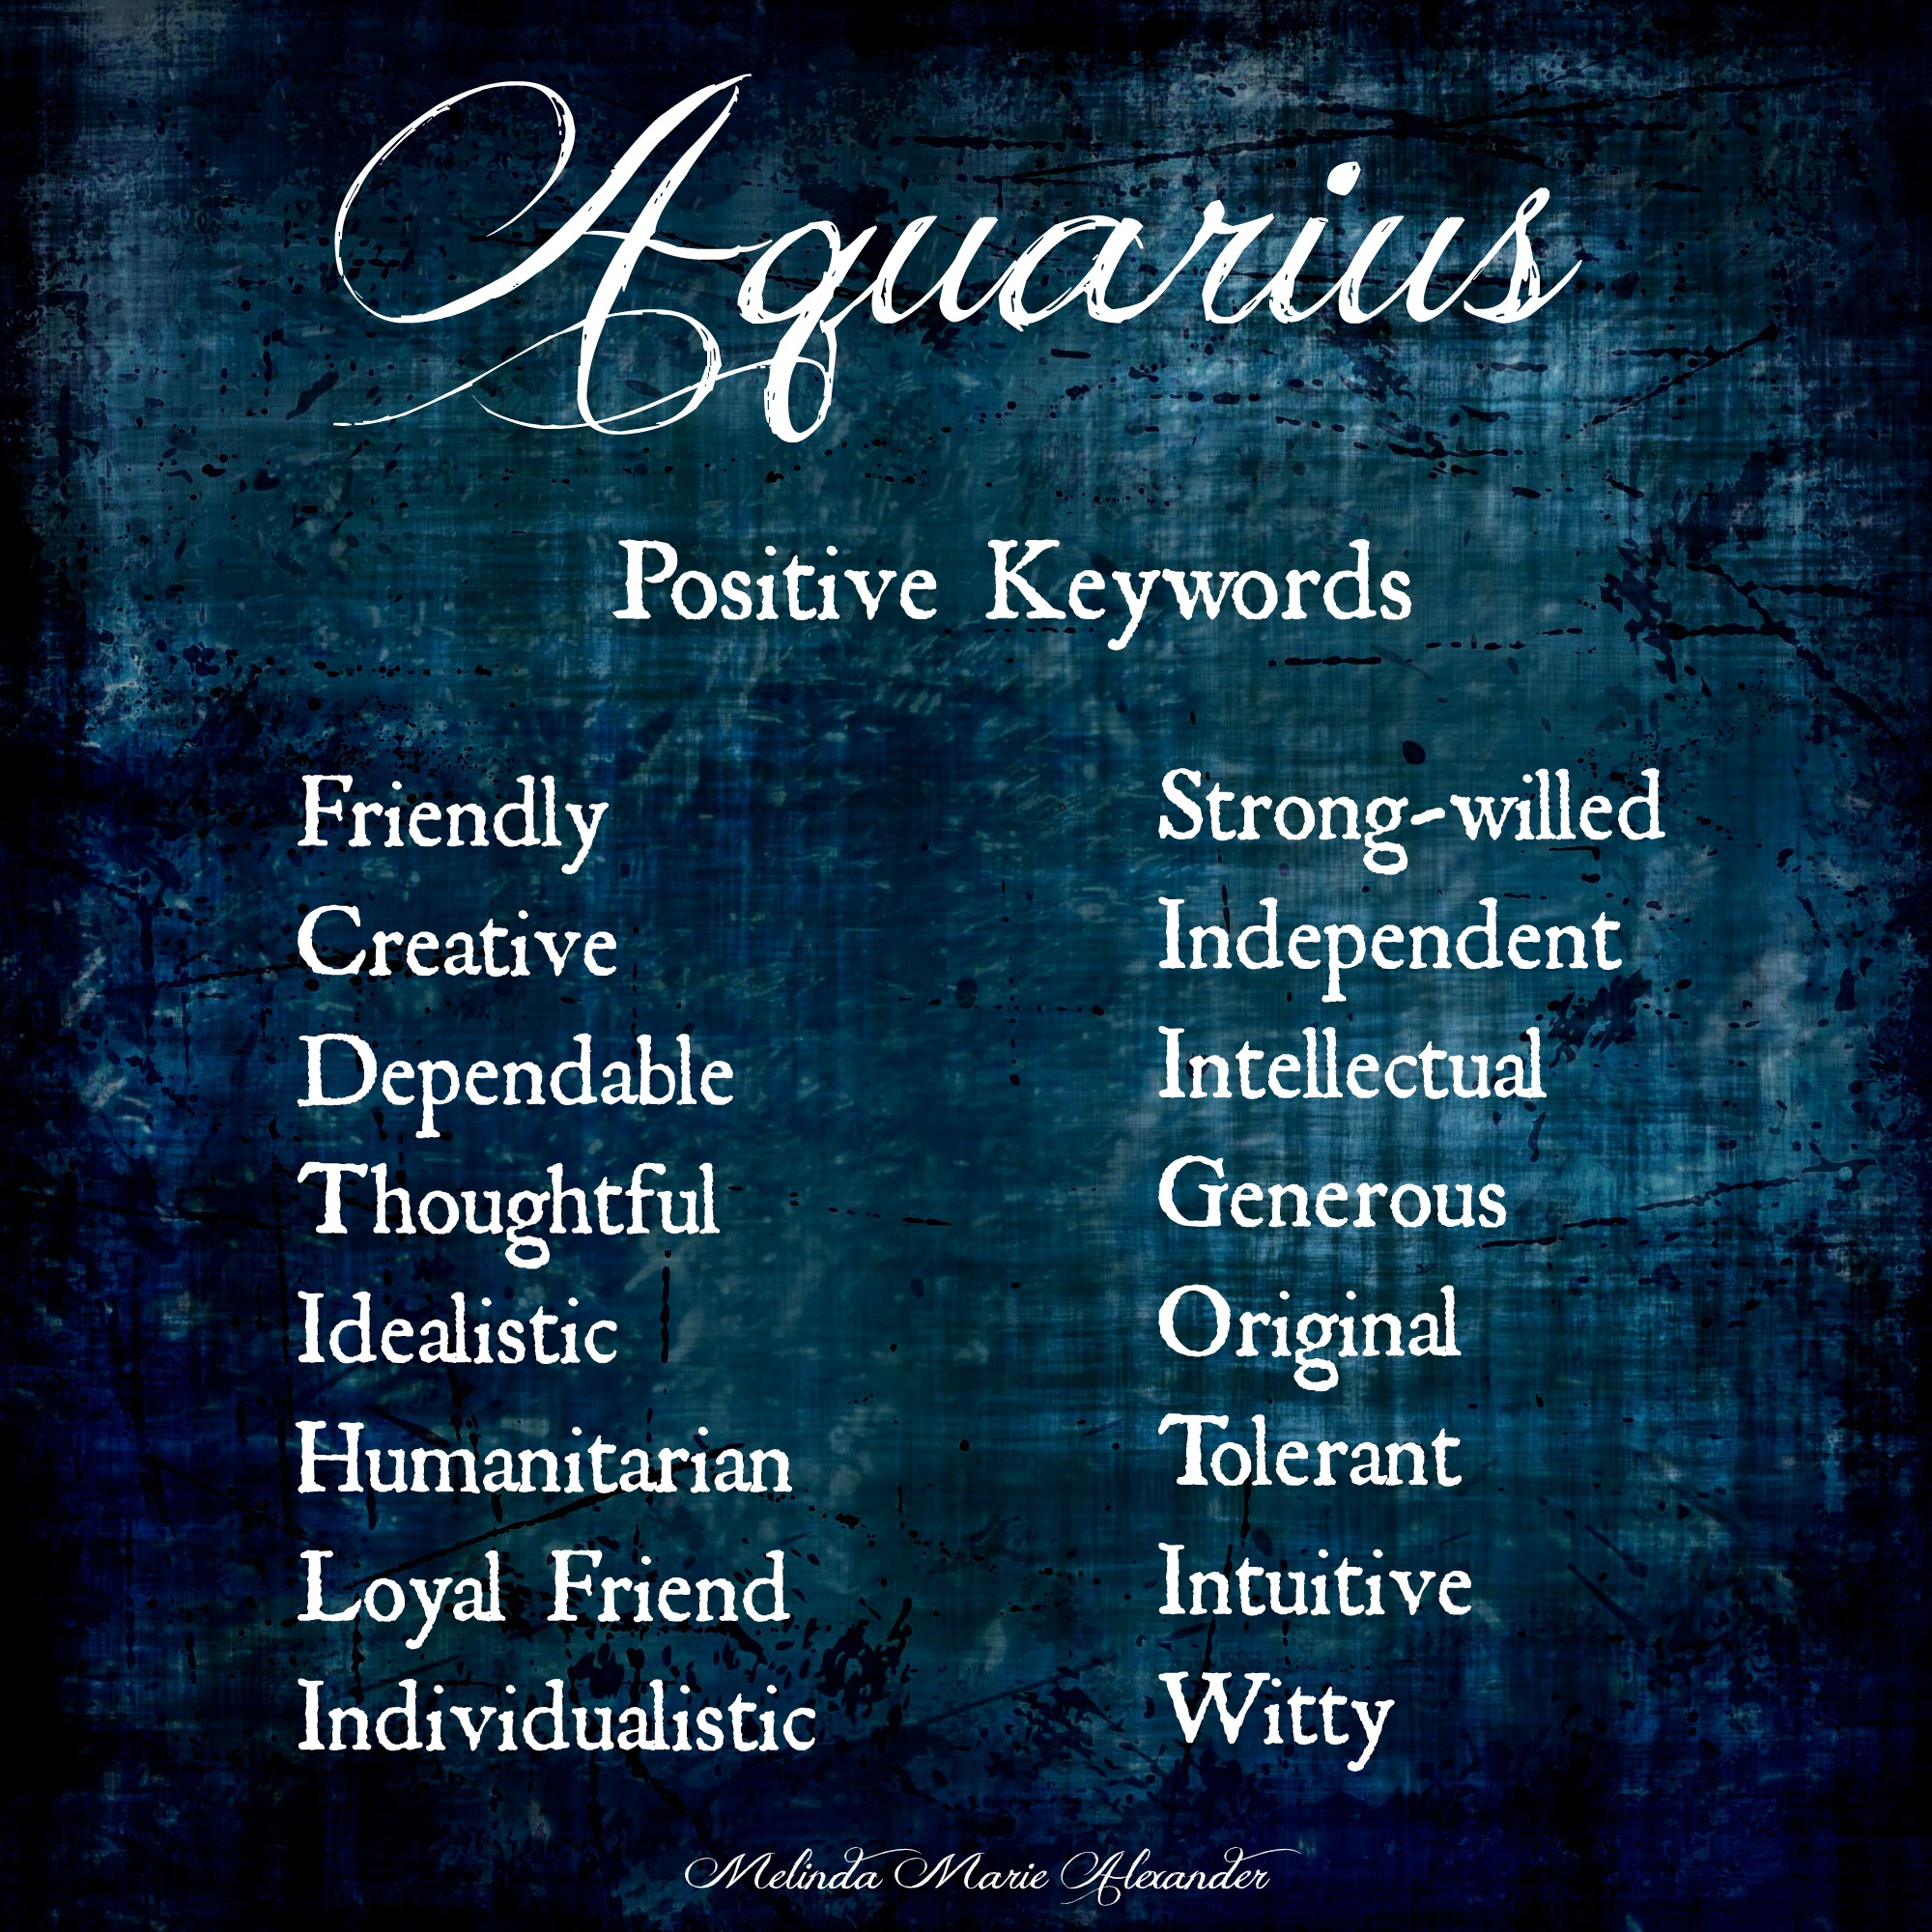 Aquarius
Positive Keywords
Friendly
Creative
Dependable
Thoughtful
Idealistic
Humanitarian
Loyal Friend
Individualistic
Strong-willed
Independent
Intellectual
Generous
Original
Tolerant
Intuitive
Witty
Melinda Marie Alexander